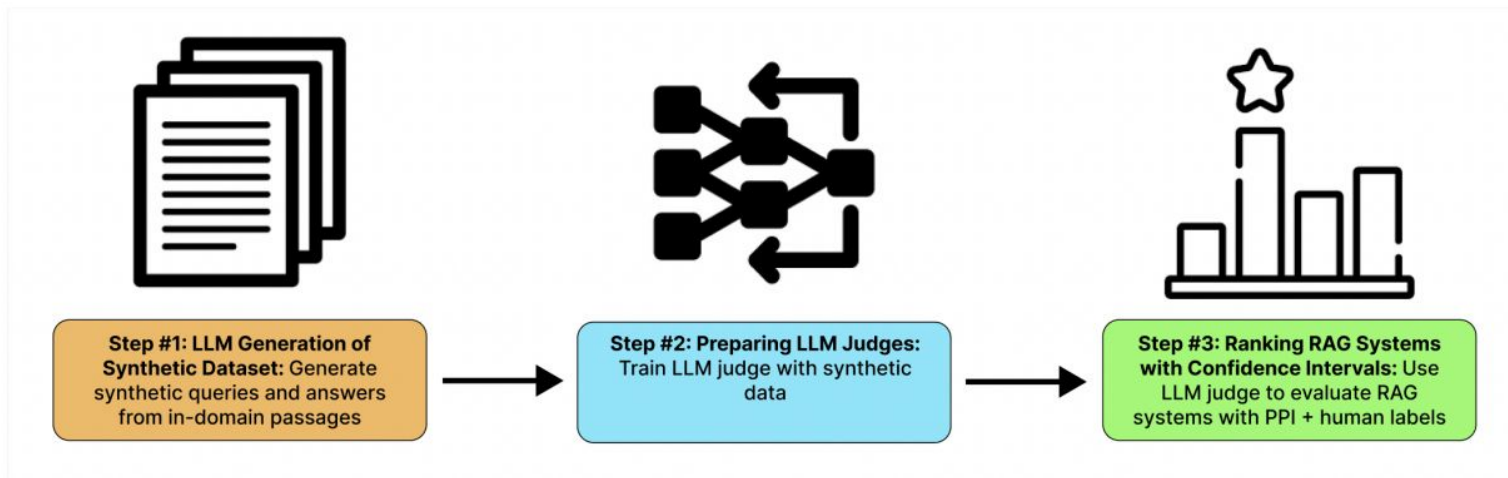 Step #1: LLM Generation of
Synthetic Dataset: Generate
synthetic queries and answers
from in-domain passages
Step #2: Preparing LLM Judges:
Train LLM judge with synthetic
data
Step #3: Ranking RAG Systems
with Confidence Intervals: Use
LLM judge to evaluate RAG
systems with PPI + human labels